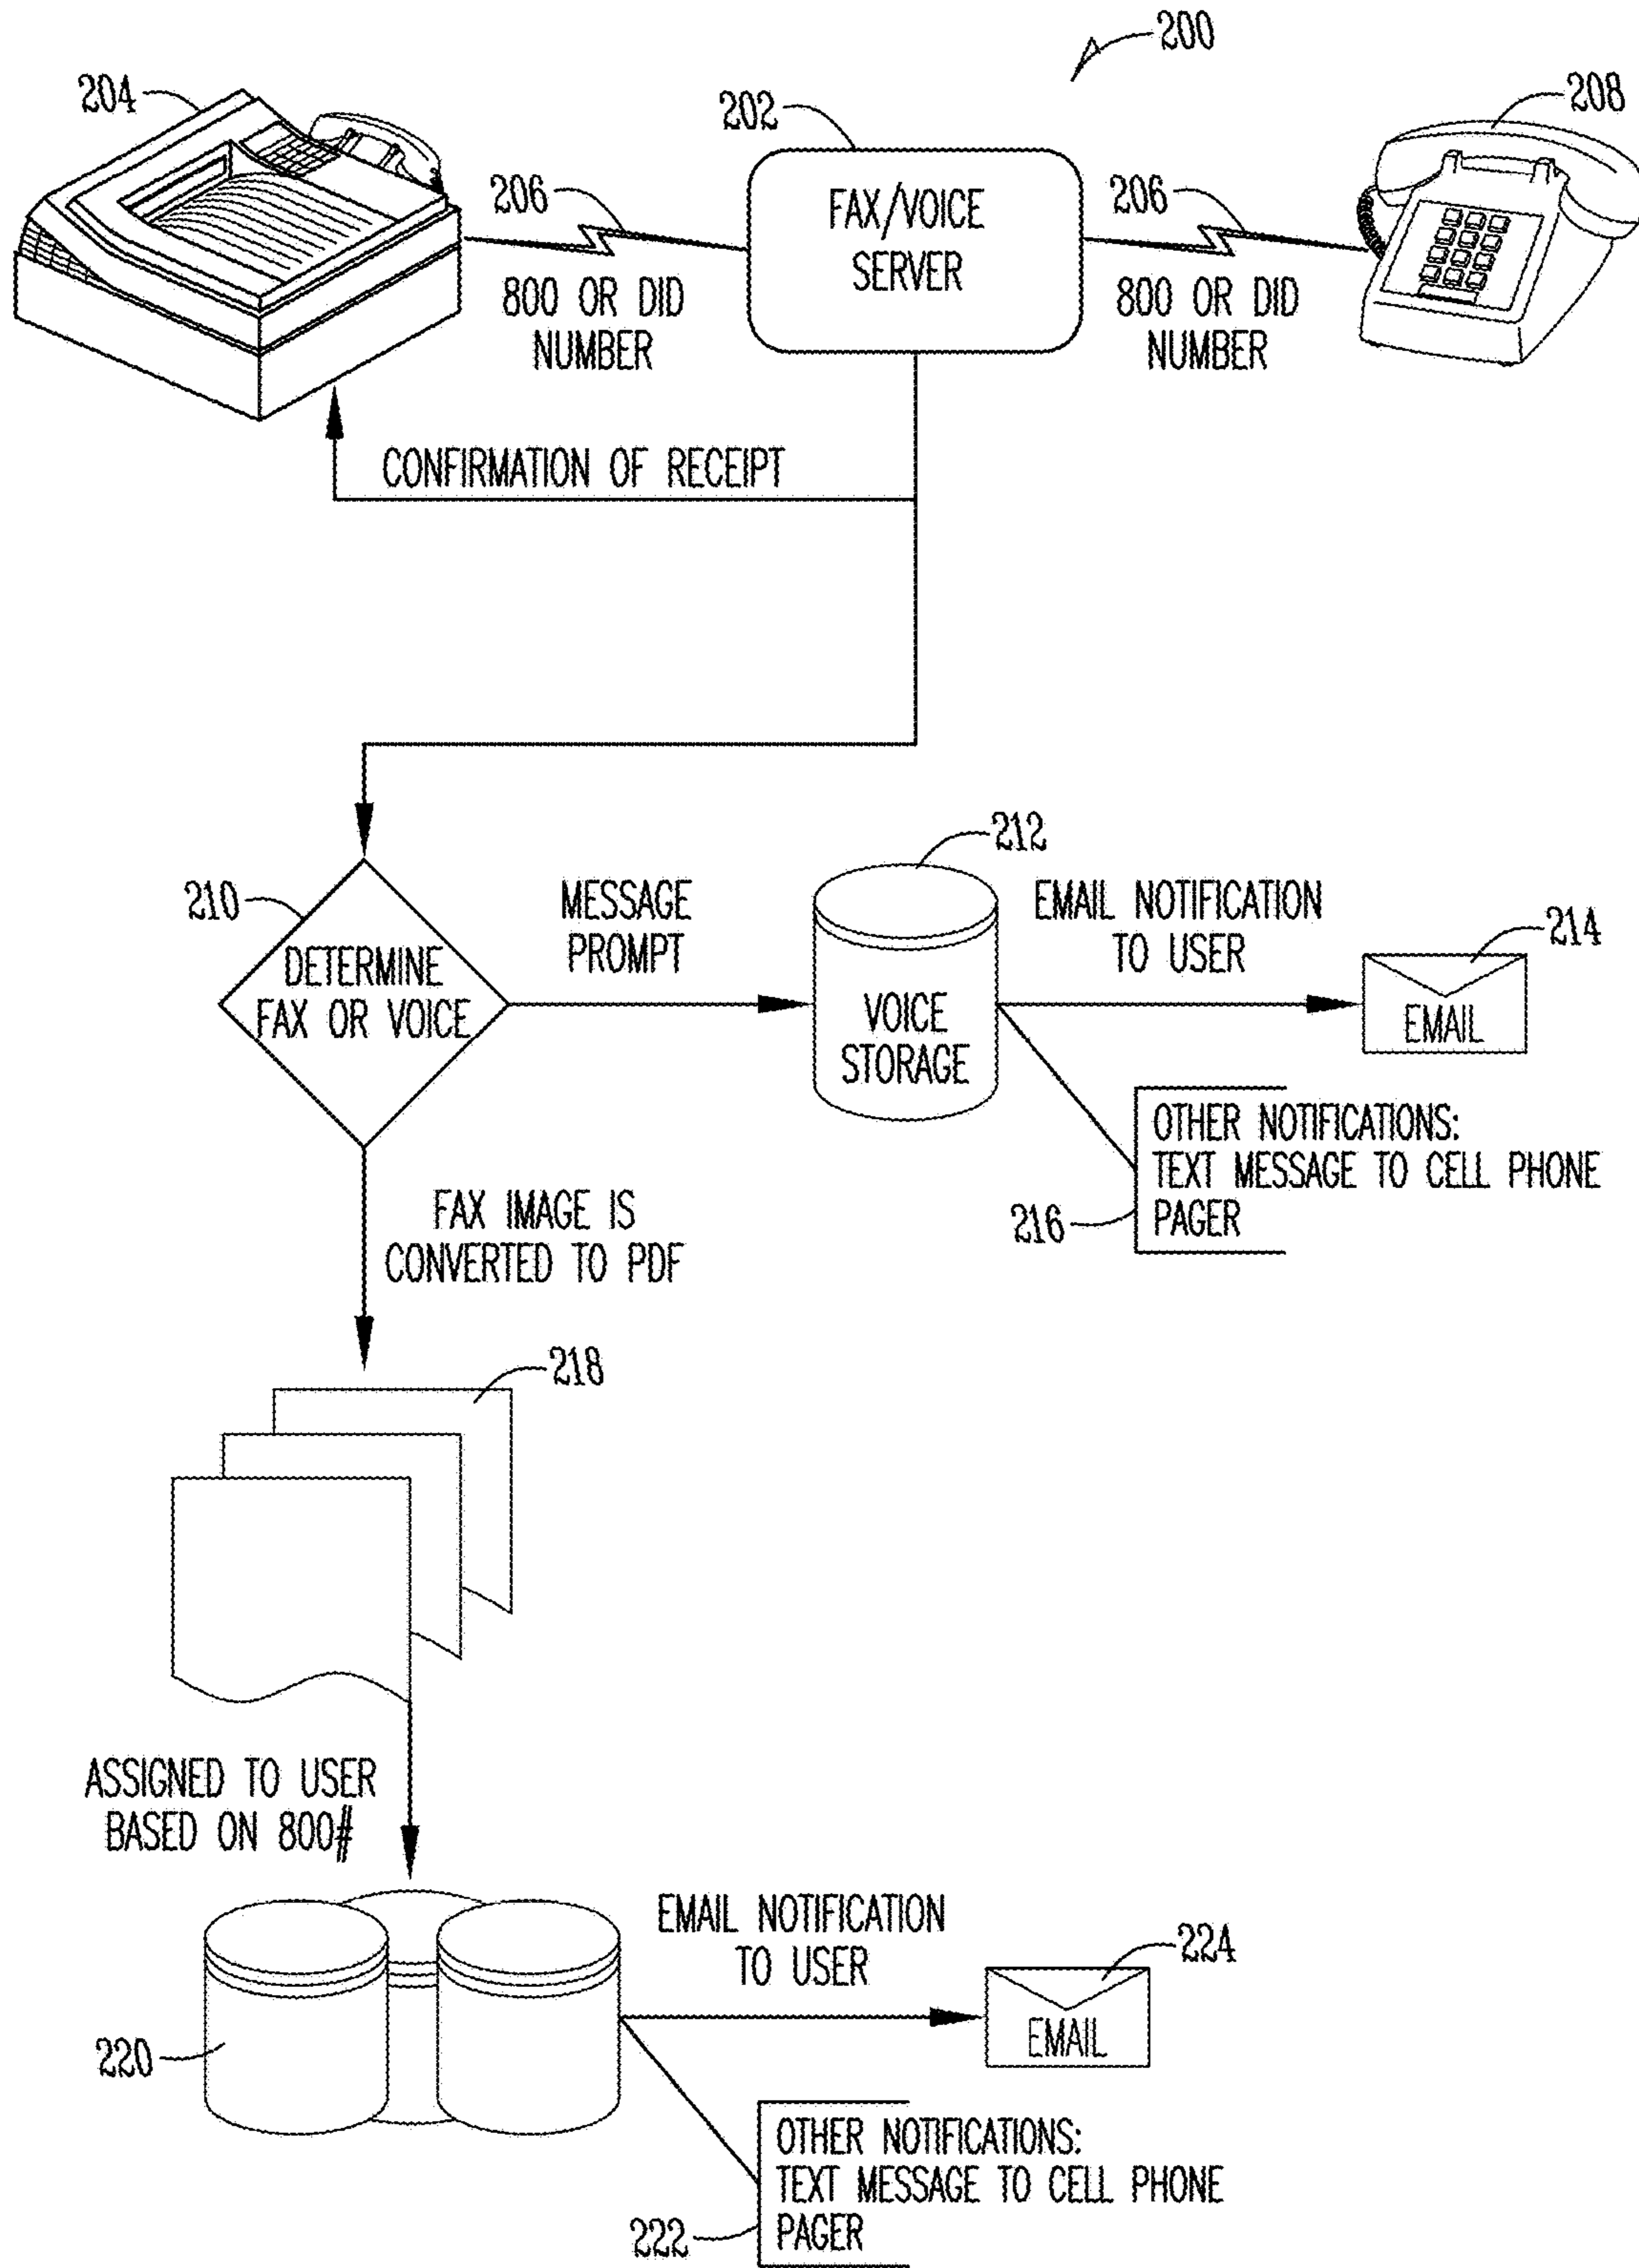 200
204
202
208
206
206
FAX/VOICE
SERVER
800 OR DID
NUMBER
800 OR DID
NUMBER
CONFIRMATION OF RECEIPT
210
DETERMINE
FAX OR VOICE
MESSAGE
PROMPT
212
VOICE
STORAGE
EMAIL NOTIFICATION
TO USER
214
EMAIL
OTHER NOTIFICATIONS:
TEXT MESSAGE TO CELL PHONE
PAGER
216
FAX IMAGE IS
CONVERTED TO PDF
218
ASSIGNED TO USER
BASED ON 800#
220
EMAIL NOTIFICATION
TO USER
224
EMAIL
OTHER NOTIFICATIONS:
TEXT MESSAGE TO CELL PHONE
PAGER
222